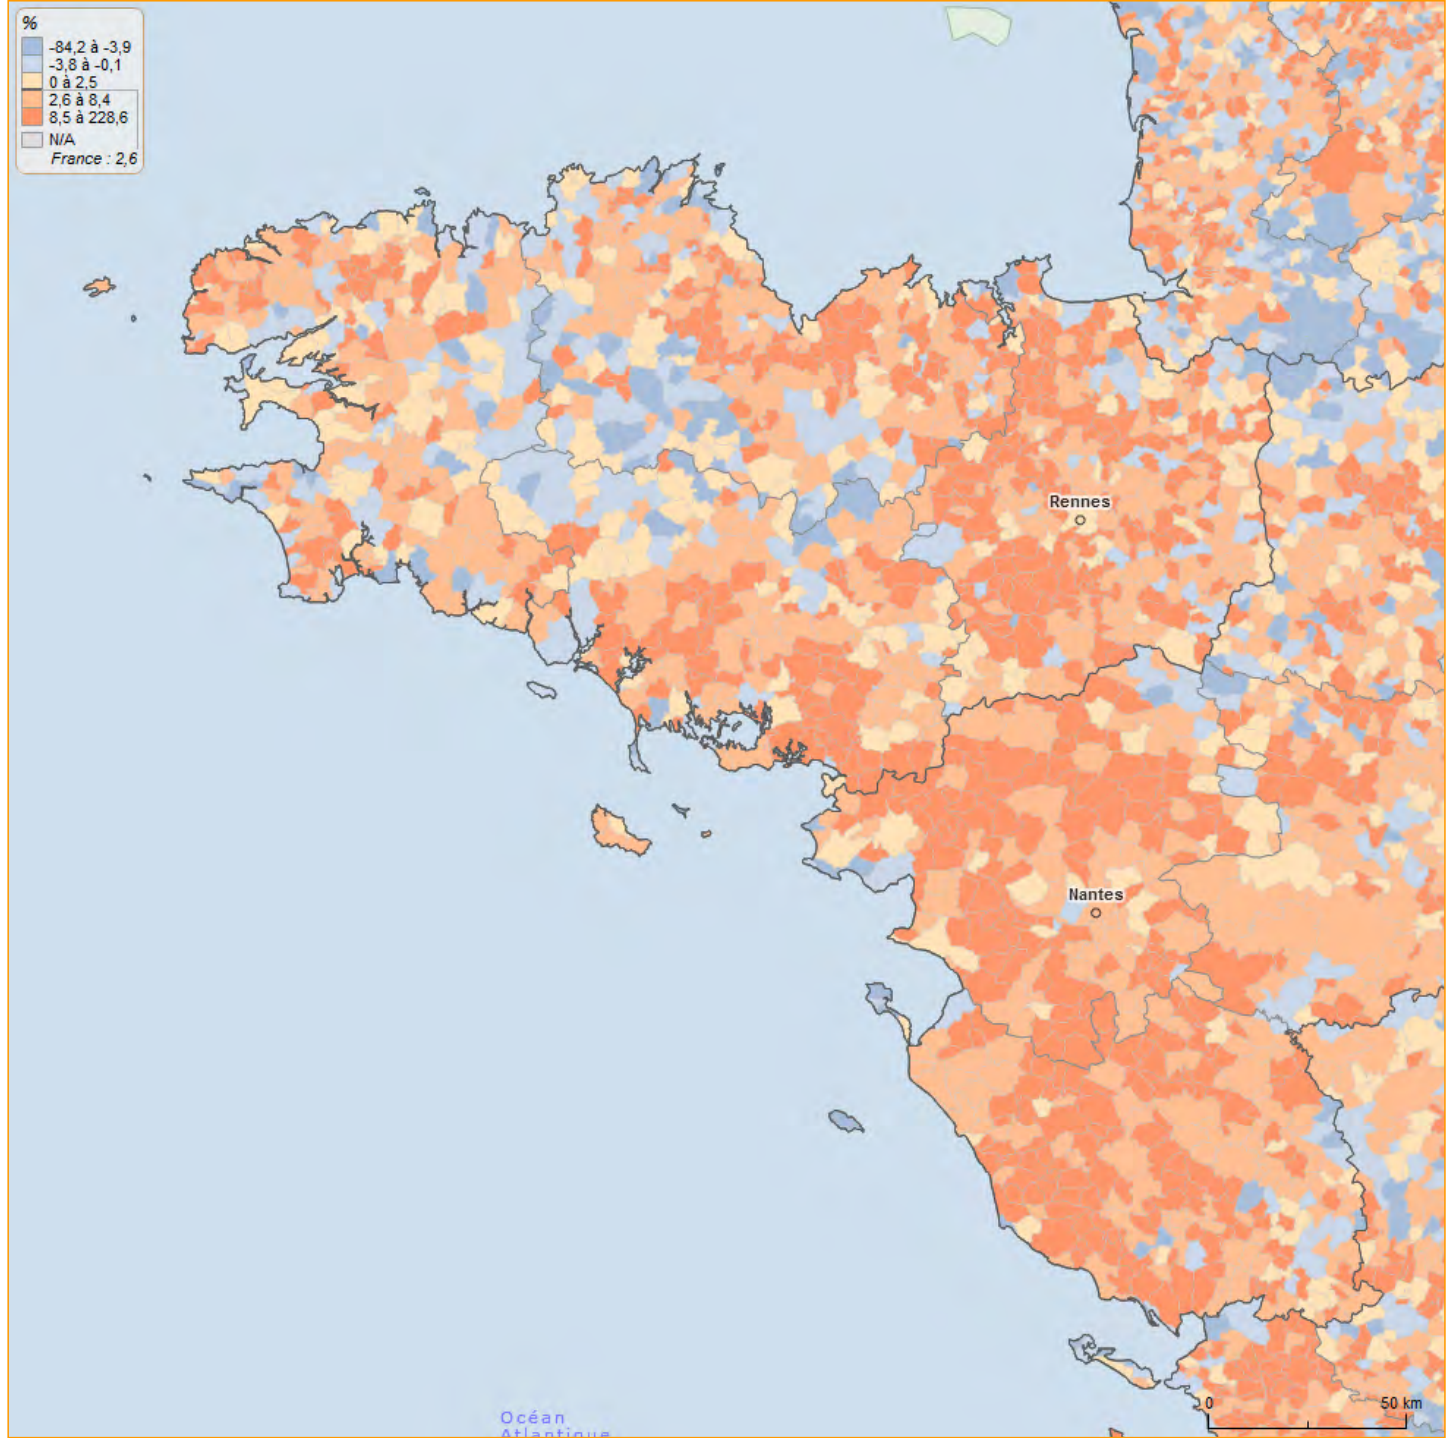 %
-84,2 à -3,9
-3,8 à -0,1
0 à 2,5
2,6 à 8,4
8,5 à 228,6
N/A
France : 2,6
Rennes
Nantes
0 50 km
Océan
Atlantique